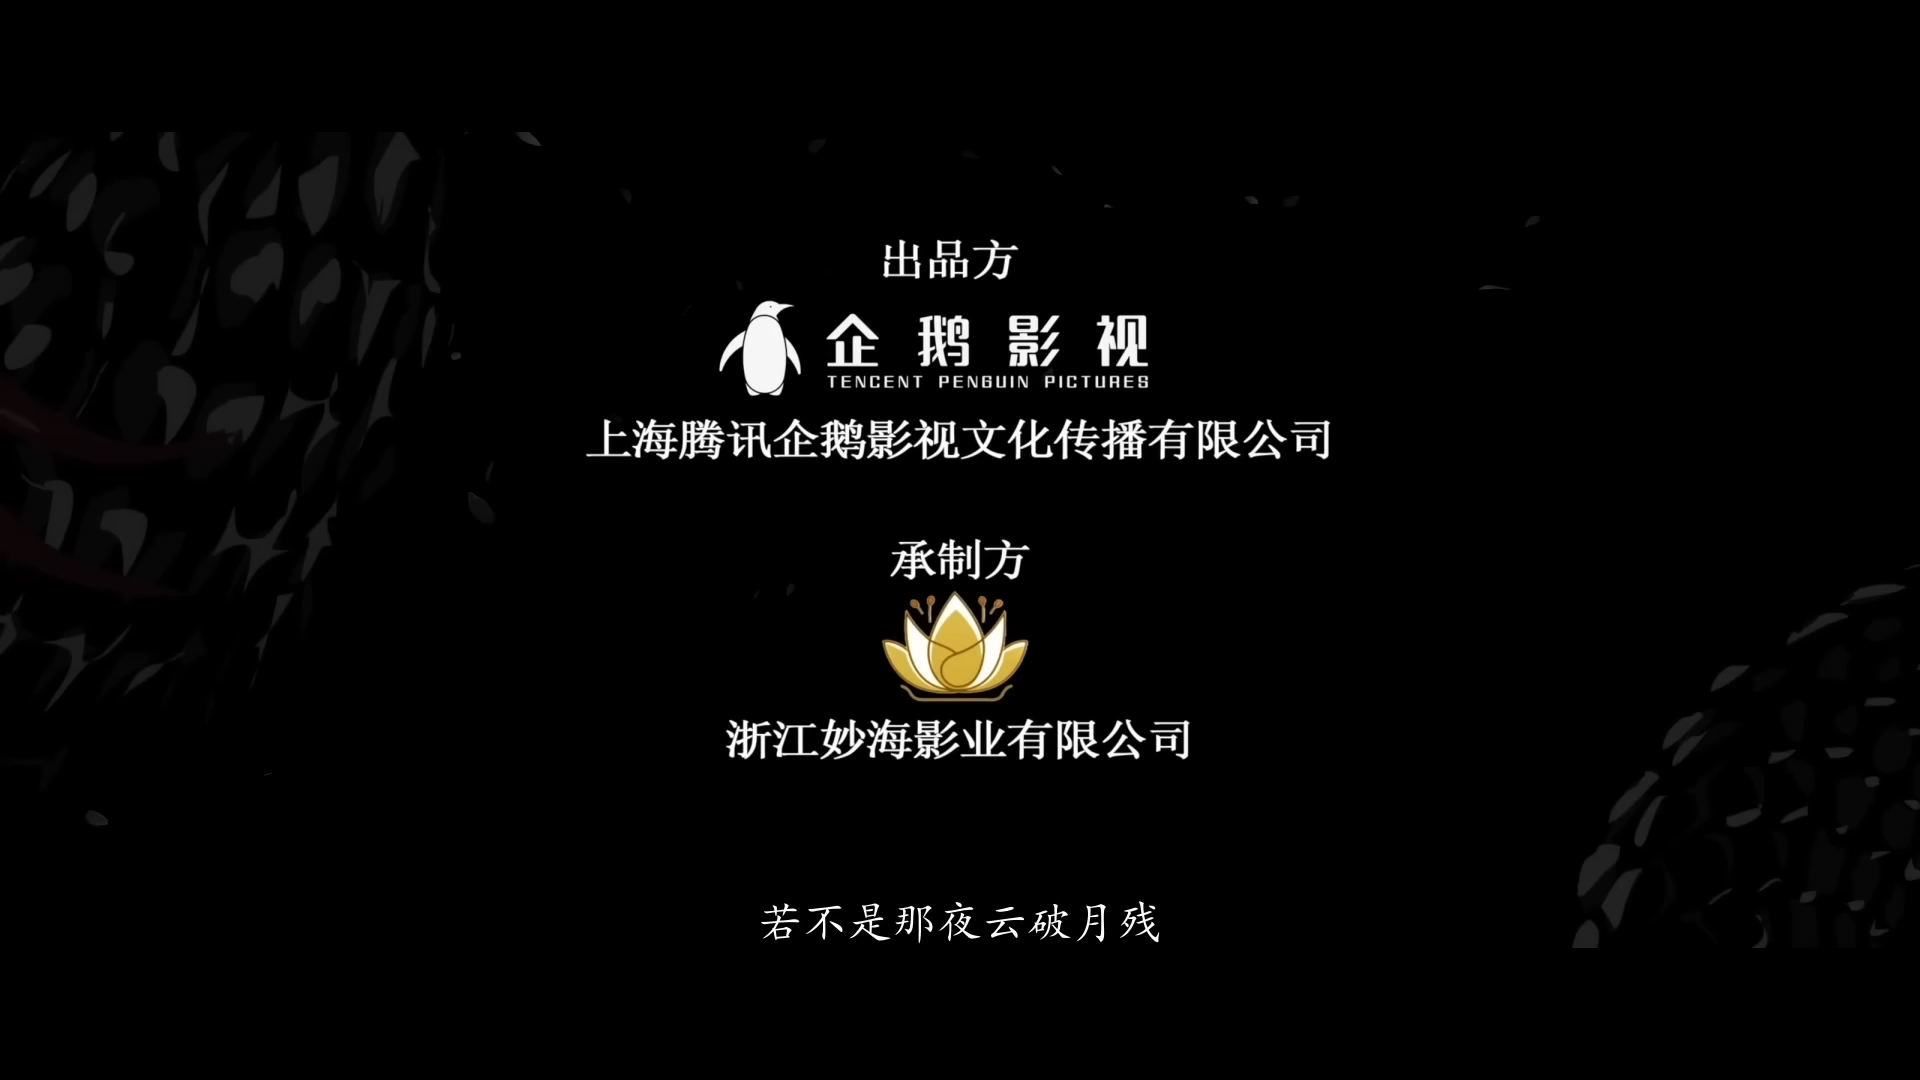 出品方
企鹅影视
TENCENT PENGUIN PICTURES
上海腾讯企鹅影视文化传播有限公司
承制方
浙江妙海影业有限公司
若不是那夜云破月残